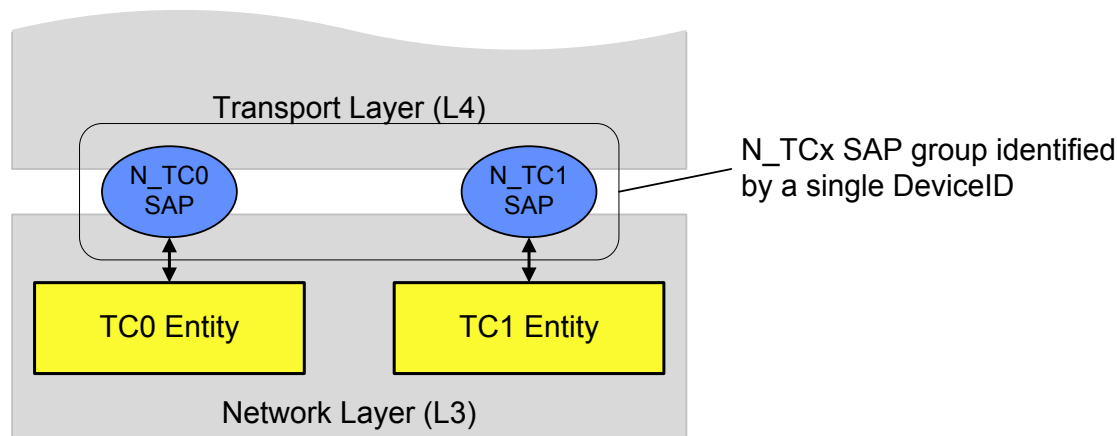 Transport Layer (L4)
N_TC0
SAP
N_TC1
SAP
N_TCx SAP group identified
by a single DeviceID
TC0 Entity
TC1 Entity
Network Layer (L3)